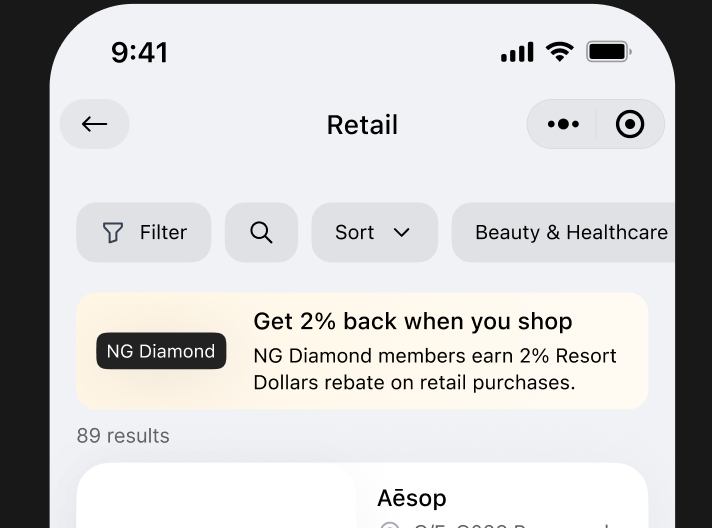 9:41
Retail
Filter
Sort
Beauty & Healthcare
Get 2% back when you shop
NG Diamond
NG Diamond members earn 2% Resort
Dollars rebate on retail purchases.
89 results
Aēsop